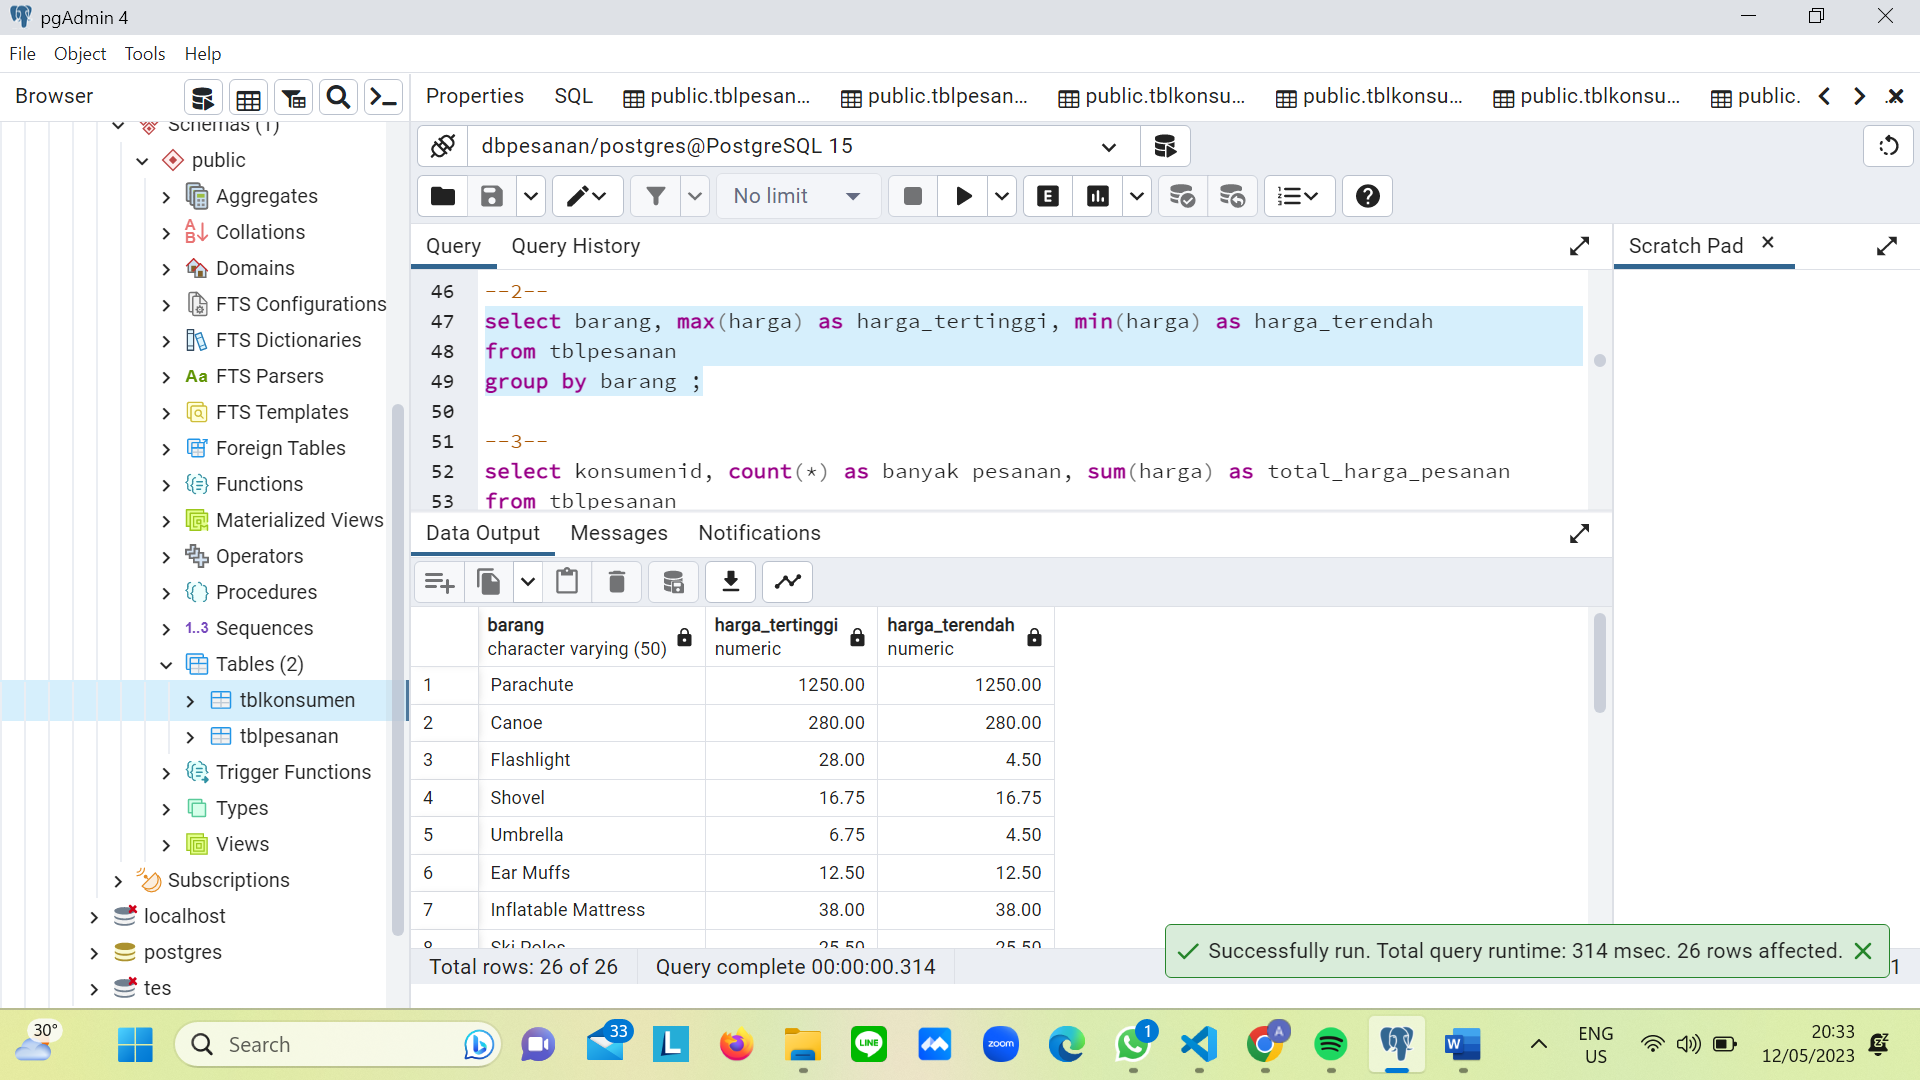 pgAdmin 4
File Object Tools Help
Browser
Properties SQL public.tblpesan... public.tblpesan... public.tblkonsu... public.tblkonsu... public.tblkonsu... public.
Schemas (1)
public
Aggregates
Collations
Domains
FTS Configurations
FTS Dictionaries
Aa FTS Parsers
FTS Templates
Foreign Tables
Functions
Materialized Views
Operators
Procedures
1..3 Sequences
Tables (2)
tblkonsumen
tblpesanan
Trigger Functions
Types
Views
Subscriptions
localhost
postgres
tes
dbpesanan/postgres@PostgreSQL 15
No limit
E
Query Query History
Scratch Pad
46 --2--
47 select barang, max(harga) as harga_tertinggi, min(harga) as harga_terendah
48 from tblpesanan
49 group by barang ;
50
51 --3--
52 select konsumenid, count(*) as banyak pesanan, sum(harga) as total_harga_pesanan
53 from tblpesanan
Data Output Messages Notifications
barang harga_tertinggi harga_terendah
character varying (50) numeric numeric
1 Parachute 1250.00 1250.00
2 Canoe 280.00 280.00
3 Flashlight 28.00 4.50
4 Shovel 16.75 16.75
5 Umbrella 6.75 4.50
6 Ear Muffs 12.50 12.50
7 Inflatable Mattress 38.00 38.00
8 Ski Poles 25.50 25.50
Total rows: 26 of 26 Query complete 00:00:00.314
Successfully run. Total query runtime: 314 msec. 26 rows affected.
1
30°
Search
33
L
LINE
zoom
1
A
W
ENG
US
20:33
12/05/2023